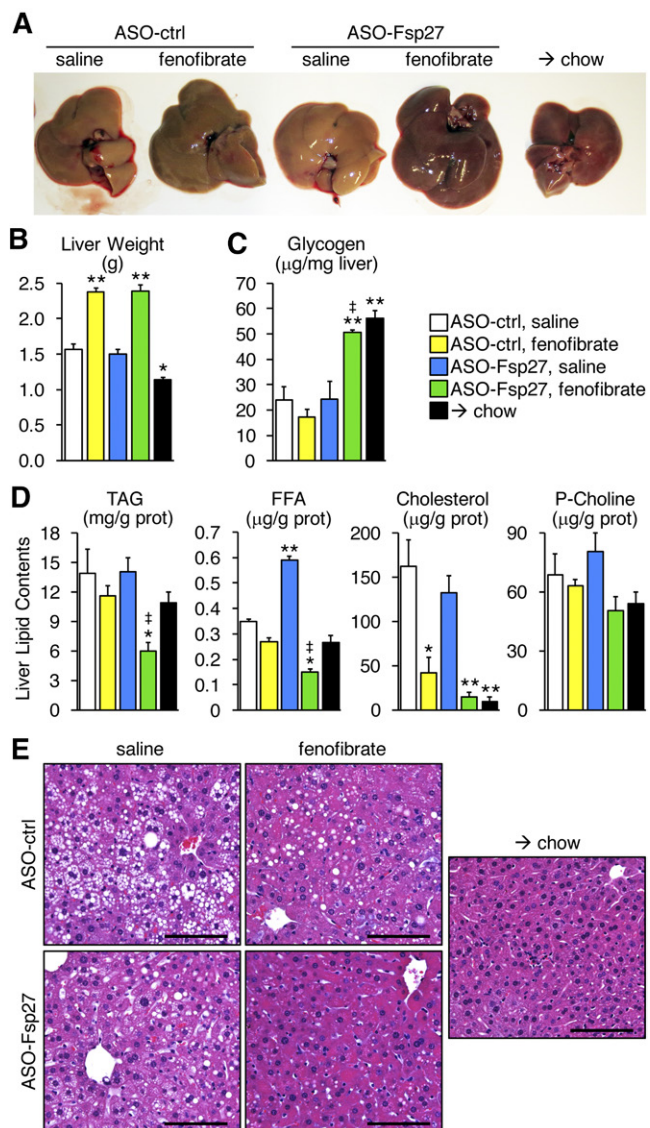 A
ASO-ctrl
ASO-Fsp27
saline
fenofibrate
saline
fenofibrate
→ chow
B
Liver Weight
(g)
2.5
2.0
1.5
1.0
0.5
0.0
**
**
*
C
Glycogen
(µg/mg liver)
70
60
50
40
30
20
10
0
‡
**
**
ASO-ctrl, saline
ASO-ctrl, fenofibrate
ASO-Fsp27, saline
ASO-Fsp27, fenofibrate
→ chow
D
Liver Lipid Contents
TAG
(mg/g prot)
18
15
12
9
6
3
0
‡
*
FFA
(µg/g prot)
0.7
0.6
0.5
0.4
0.3
0.2
0.1
0
**
‡
*
Cholesterol
(µg/g prot)
200
150
100
50
0
*
**
**
P-Choline
(µg/g prot)
90
60
30
0
E
saline
fenofibrate
ASO-ctrl
→ chow
ASO-Fsp27